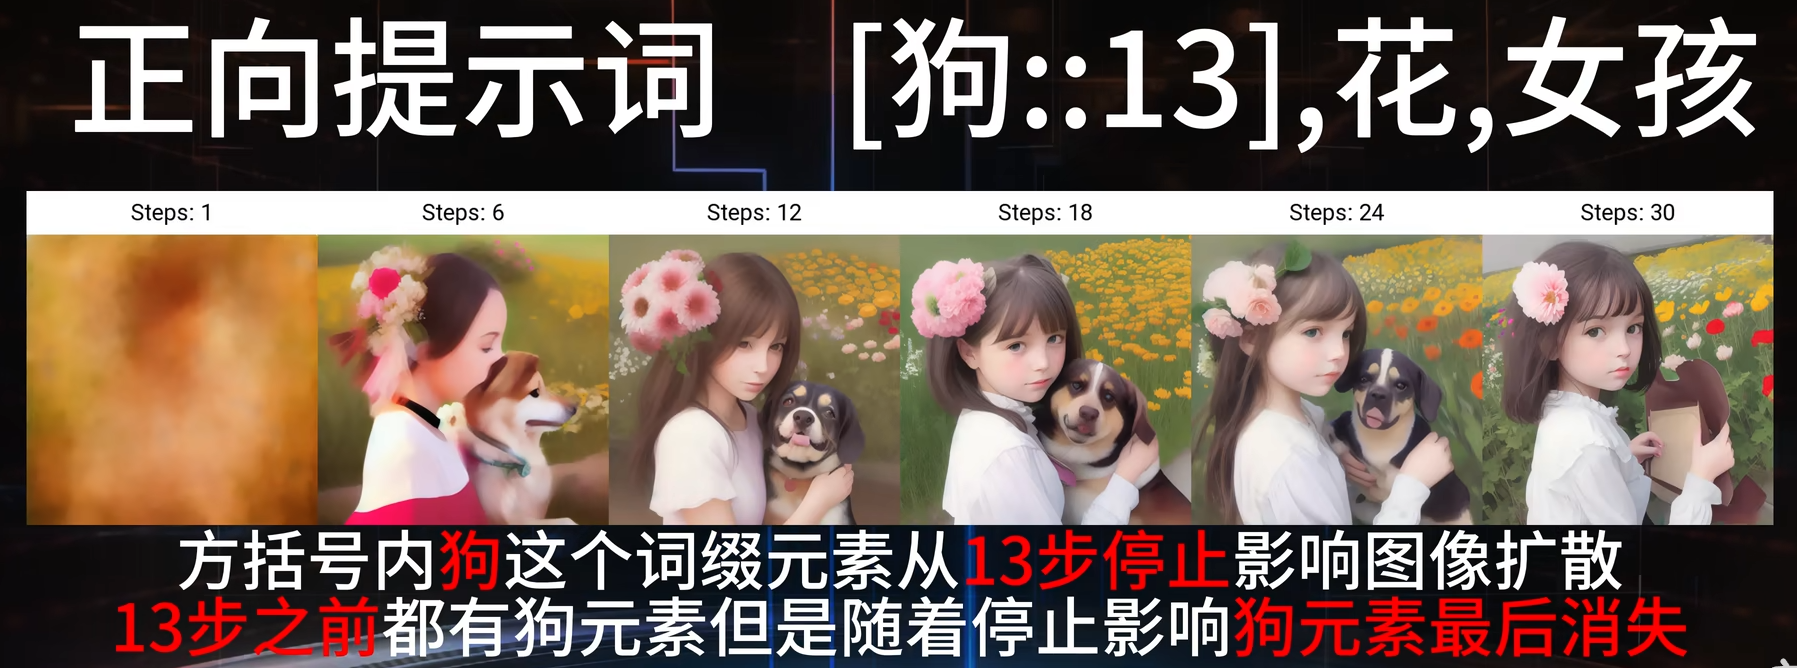 正向提示词 [狗::13],花,女孩
Steps: 1 Steps: 6 Steps: 12 Steps: 18 Steps: 24 Steps: 30
方括号内狗这个词缀元素从13步停止影响图像扩散
13步之前都有狗元素但是随着停止影响狗元素最后消失